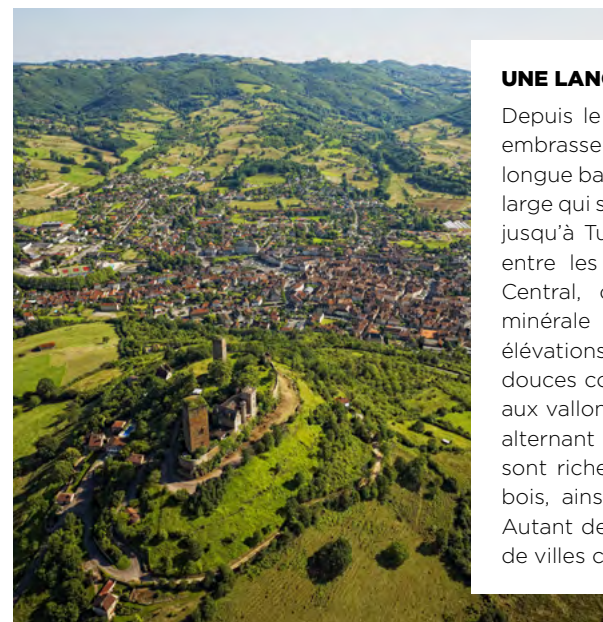 UNE LANG
Depuis le
embrasse
longue ba
large qui s
jusqu’à Tu
entre les
Central,
minérale
élévations
douces co
aux vallon
alternant
sont riche
bois, ains
Autant de
de villes c